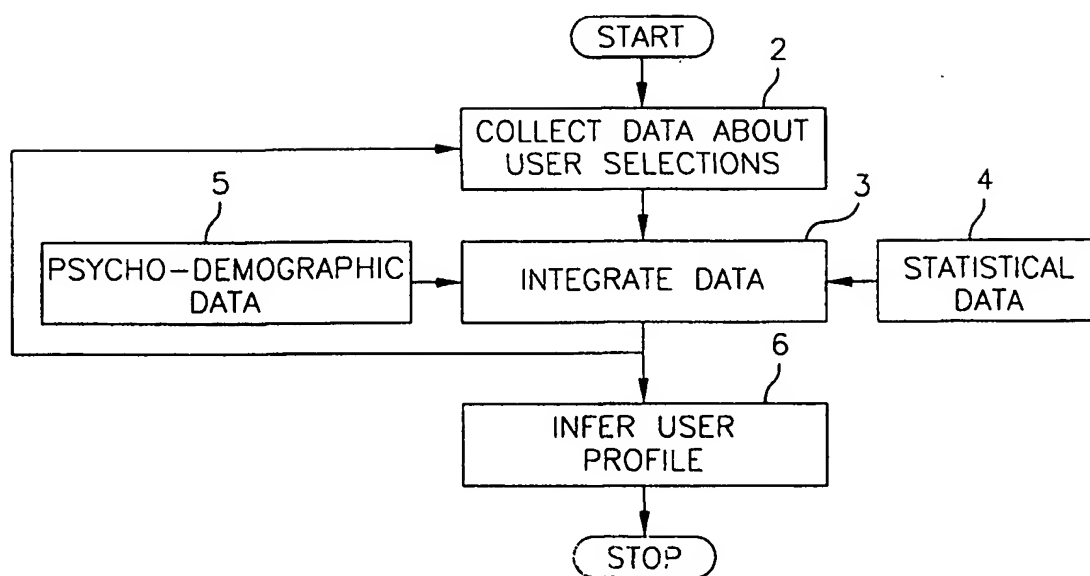 START
2
COLLECT DATA ABOUT
USER SELECTIONS
5
3
4
PSYCHO-DEMOGRAPHIC
DATA
INTEGRATE DATA
STATISTICAL
DATA
6
INFER USER
PROFILE
STOP